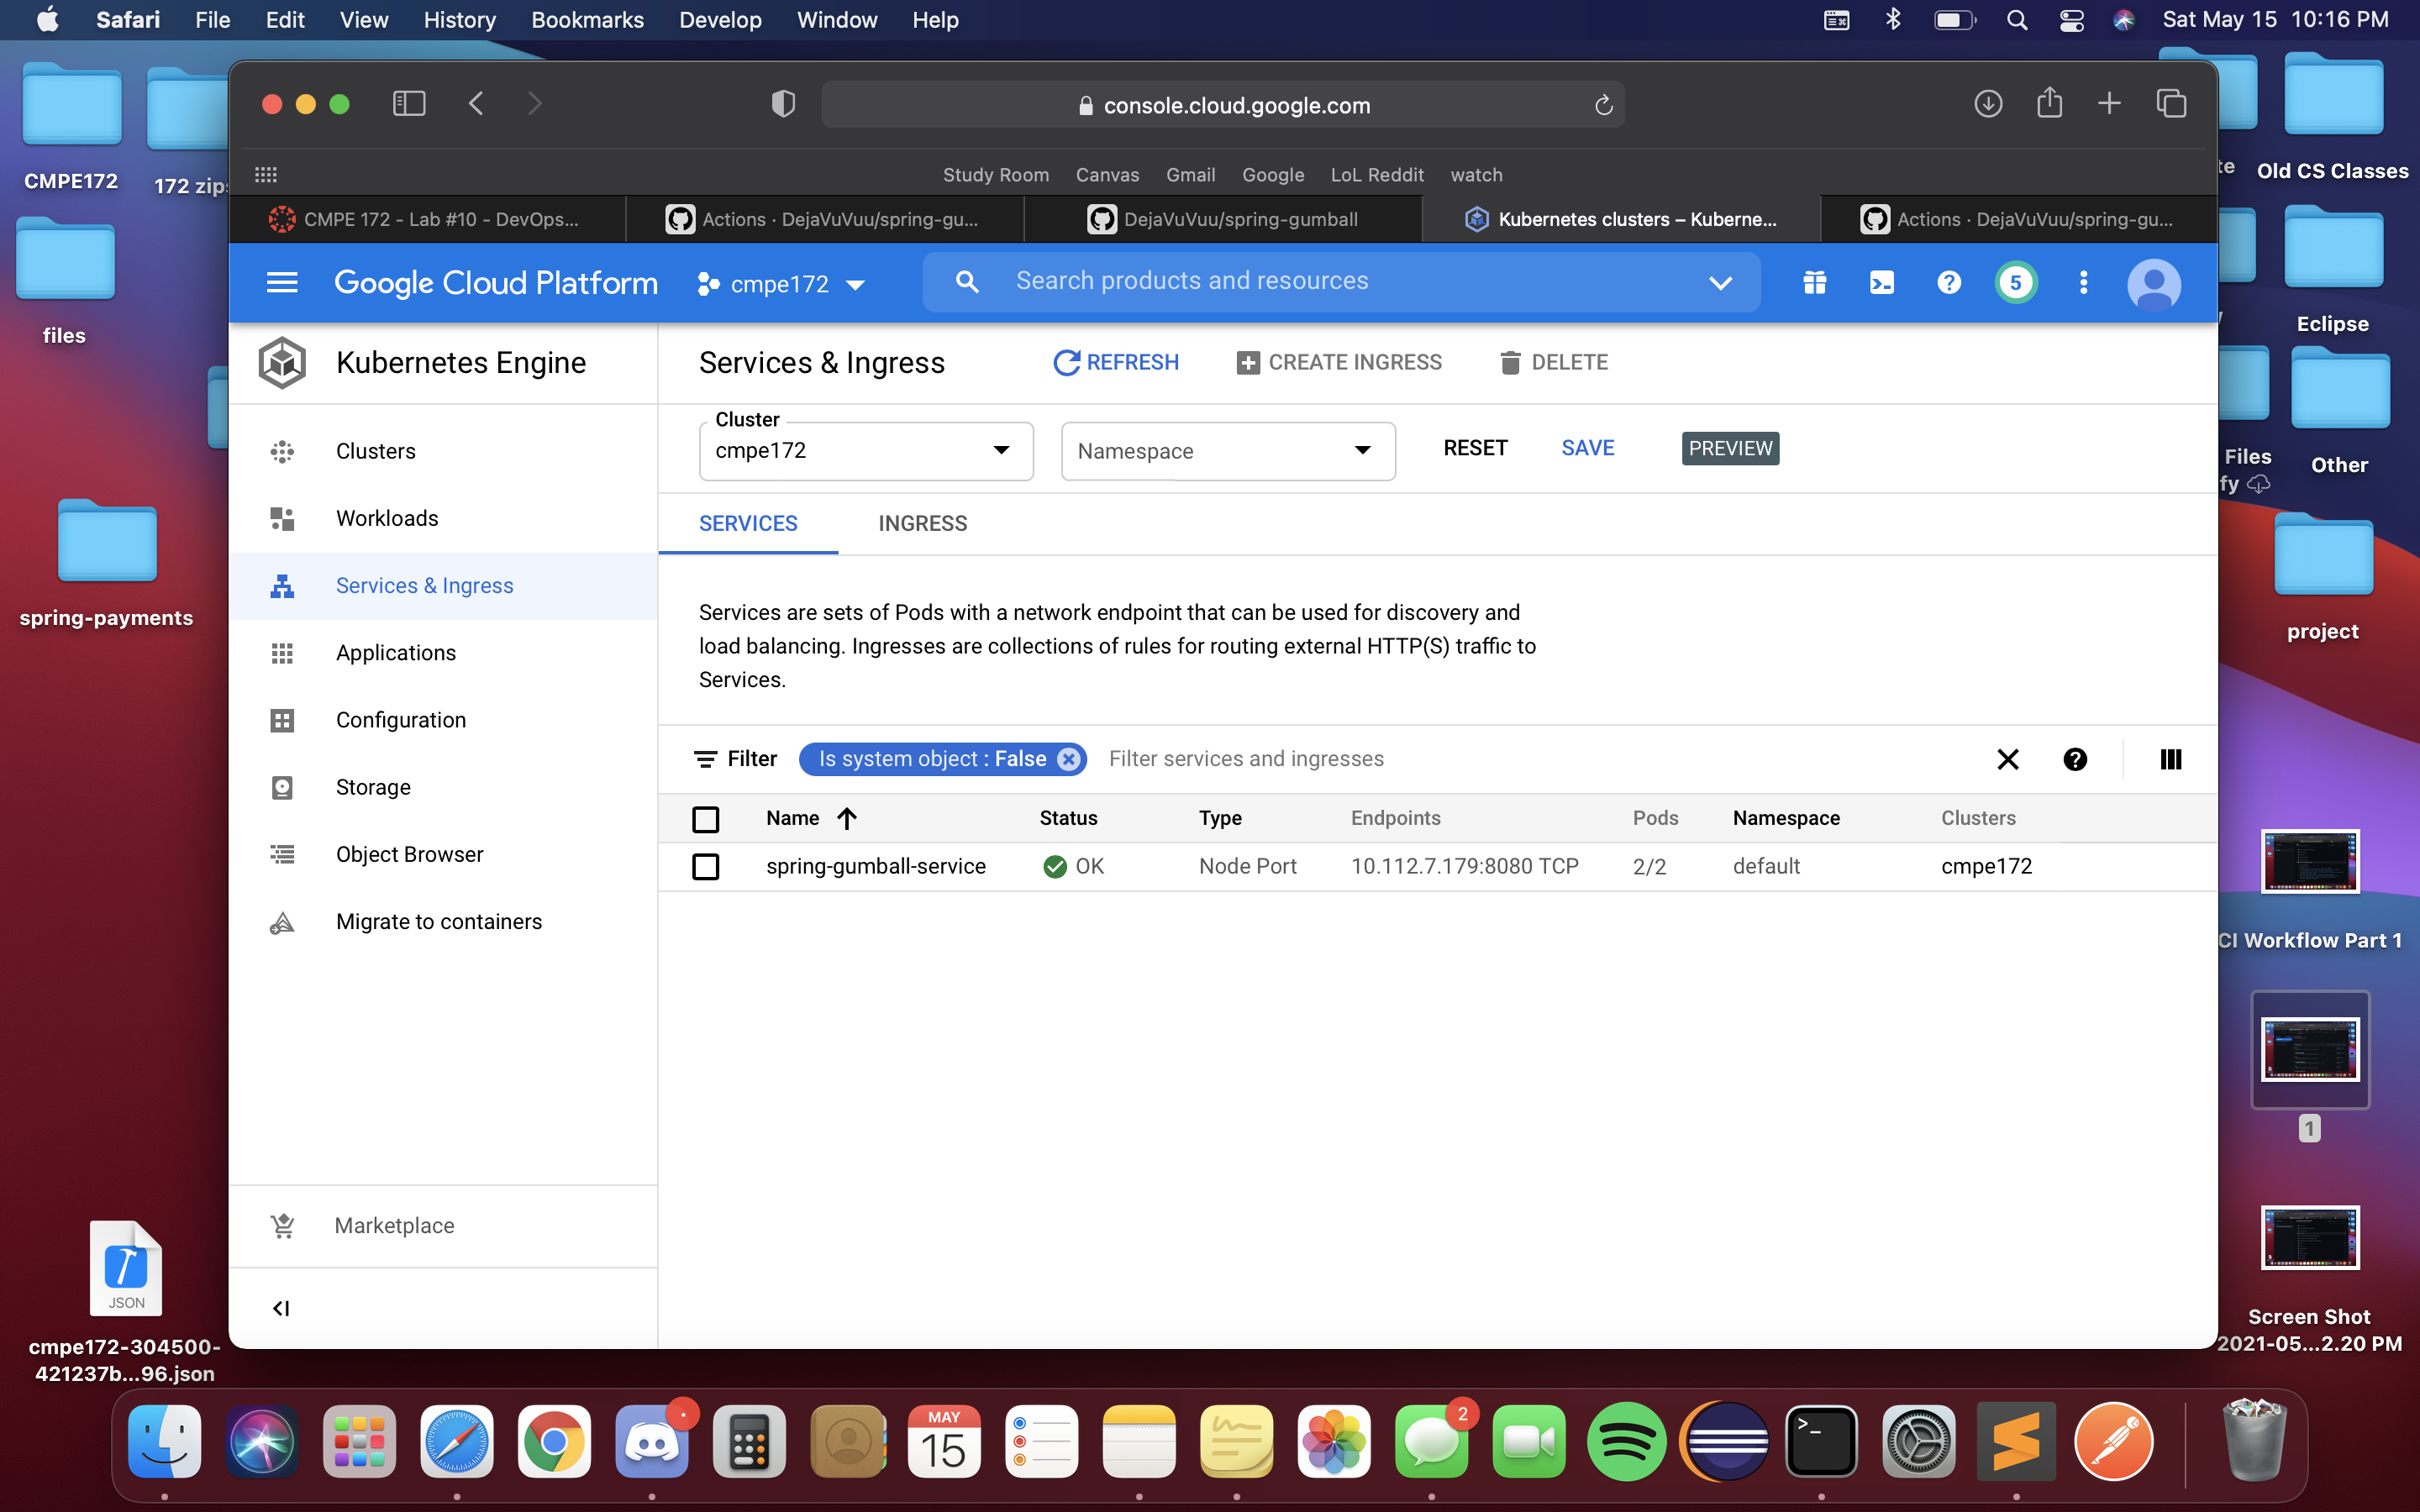 Safari File Edit View History Bookmarks Develop Window Help
Sat May 15 10:16 PM
CMPE172
172 zip
files
spring-payments
JSON
cmpe172-304500-
421237b...96.json
console.cloud.google.com
Study Room Canvas Gmail Google LoL Reddit watch
CMPE 172 - Lab #10 - DevOps...
Actions · DejaVuVuu/spring-gu...
DejaVuVuu/spring-gumball
Kubernetes clusters – Kuberne...
Actions · DejaVuVuu/spring-gu...
Google Cloud Platform
cmpe172
Search products and resources
5
Kubernetes Engine
Clusters
Workloads
Services & Ingress
Applications
Configuration
Storage
Object Browser
Migrate to containers
Marketplace
Services & Ingress
REFRESH
CREATE INGRESS
DELETE
Cluster
cmpe172
Namespace
RESET
SAVE
PREVIEW
SERVICES
INGRESS
Services are sets of Pods with a network endpoint that can be used for discovery and
load balancing. Ingresses are collections of rules for routing external HTTP(S) traffic to
Services.
Filter
Is system object : False
Filter services and ingresses
Name Status Type Endpoints Pods Namespace Clusters
spring-gumball-service OK Node Port 10.112.7.179:8080 TCP 2/2 default cmpe172
te
Old CS Classes
Eclipse
Files
fy
Other
project
CI Workflow Part 1
1
Screen Shot
2021-05...2.20 PM
MAY
15
2